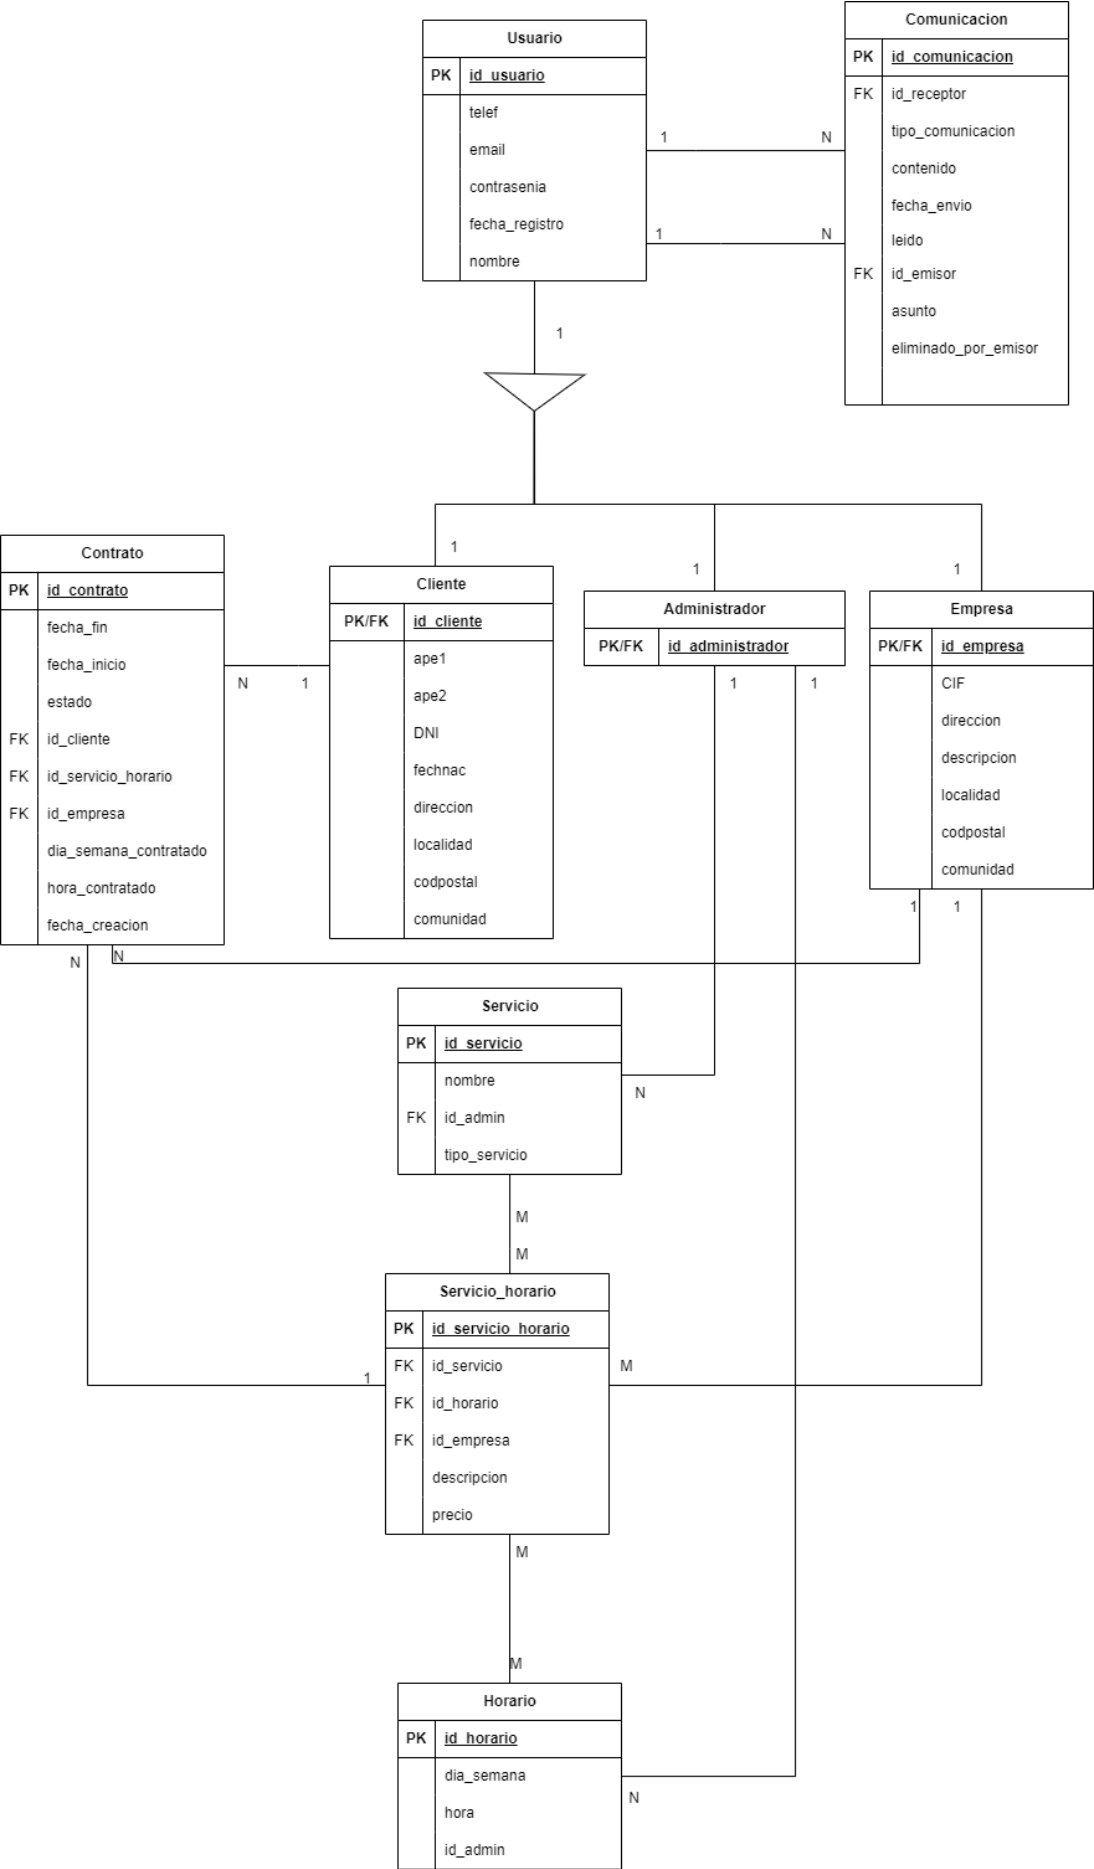 Usuario
PK id_usuario
telef
email
contrasenia
fecha_registro
nombre
Comunicacion
PK id_comunicacion
FK id_receptor
tipo_comunicacion
contenido
fecha_envio
leido
FK id_emisor
asunto
eliminado_por_emisor
1 N
1 N
1
1
1
1
Contrato
PK id_contrato
fecha_fin
fecha_inicio
estado
FK id_cliente
FK id_servicio_horario
FK id_empresa
dia_semana_contratado
hora_contratado
fecha_creacion
N 1
Cliente
PK/FK id_cliente
ape1
ape2
DNI
fechnac
direccion
localidad
codpostal
comunidad
Administrador
PK/FK id_administrador
1 1
Empresa
PK/FK id_empresa
CIF
direccion
descripcion
localidad
codpostal
comunidad
1 1
N N
Servicio
PK id_servicio
nombre
FK id_admin
tipo_servicio
N
M
M
Servicio_horario
PK id_servicio_horario
FK id_servicio
FK id_horario
FK id_empresa
descripcion
precio
1
M
M
M
Horario
PK id_horario
dia_semana
hora
id_admin
N